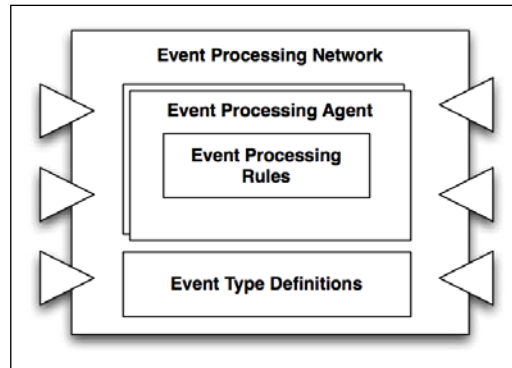 Event Processing Network
Event Processing Agent
Event Processing
Rules
Event Type Definitions